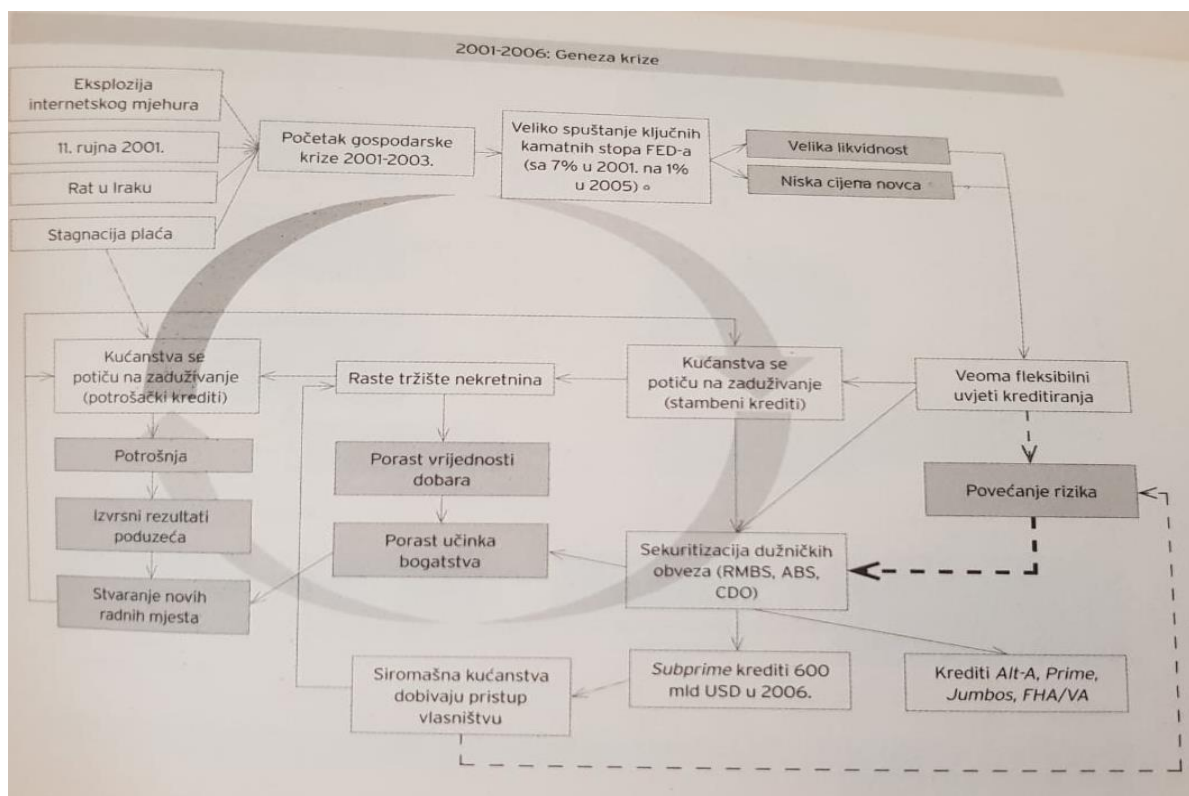 2001-2006: Geneza krize
Eksplozija
internetskog mjehura
11. rujna 2001.
Rat u Iraku
Stagnacija plaća
Početak gospodarske
krize 2001-2003.
Veliko spuštanje ključnih
kamatnih stopa FED-a
(sa 7% u 2001. na 1%
u 2005)
Velika likvidnost
Niska cijena novca
Kućanstva se
potiču na zaduživanje
(potrošački krediti)
Raste tržište nekretnina
Kućanstva se
potiču na zaduživanje
(stambeni krediti)
Veoma fleksibilni
uvjeti kreditiranja
Potrošnja
Izvrsni rezultati
poduzeća
Stvaranje novih
radnih mjesta
Porast vrijednosti
dobara
Porast učinka
bogatstva
Povećanje rizika
Sekuritizacija dužničkih
obveza (RMBS, ABS,
CDO)
Siromašna kućanstva
dobivaju pristup
vlasništvu
Subprime krediti 600
mld USD u 2006.
Krediti Alt-A, Prime,
Jumbos, FHA/VA